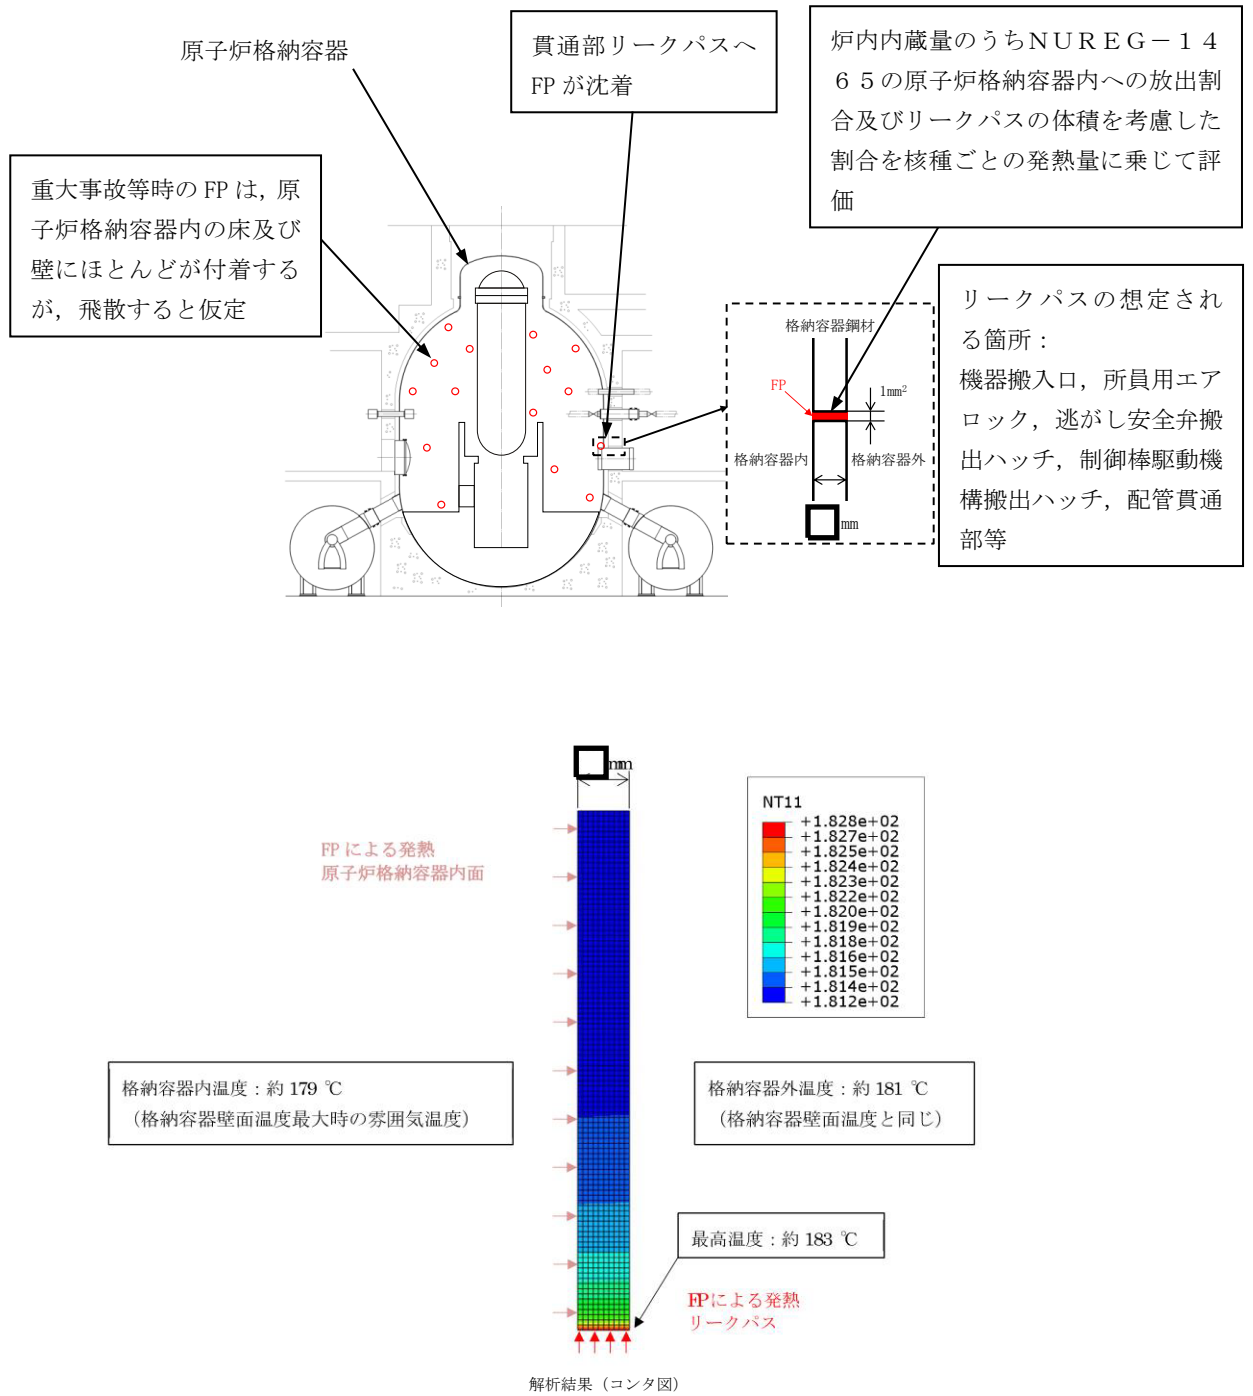 原子炉格納容器
貫通部リークパスへ
FP が沈着
炉内内蔵量のうちNUREG－14
65の原子炉格納容器内への放出割
合及びリークパスの体積を考慮した
割合を核種ごとの発熱量に乗じて評
価
重大事故等時の FP は，原
子炉格納容器内の床及び
壁にほとんどが付着する
が，飛散すると仮定
リークパスの想定され
る箇所：
機器搬入口，所員用エア
ロック，逃がし安全弁搬
出ハッチ，制御棒駆動機
構搬出ハッチ，配管貫通
部等
格納容器鋼材
FP
1mm²
格納容器内
格納容器外
mm
mm
FP による発熱
原子炉格納容器内面
NT11
+1.828e+02
+1.827e+02
+1.825e+02
+1.824e+02
+1.823e+02
+1.822e+02
+1.820e+02
+1.819e+02
+1.818e+02
+1.816e+02
+1.815e+02
+1.814e+02
+1.812e+02
格納容器内温度：約 179 ℃
（格納容器壁面温度最大時の雰囲気温度）
格納容器外温度：約 181 ℃
（格納容器壁面温度と同じ）
最高温度：約 183 ℃
FPによる発熱
リークパス
解析結果（コンタ図）